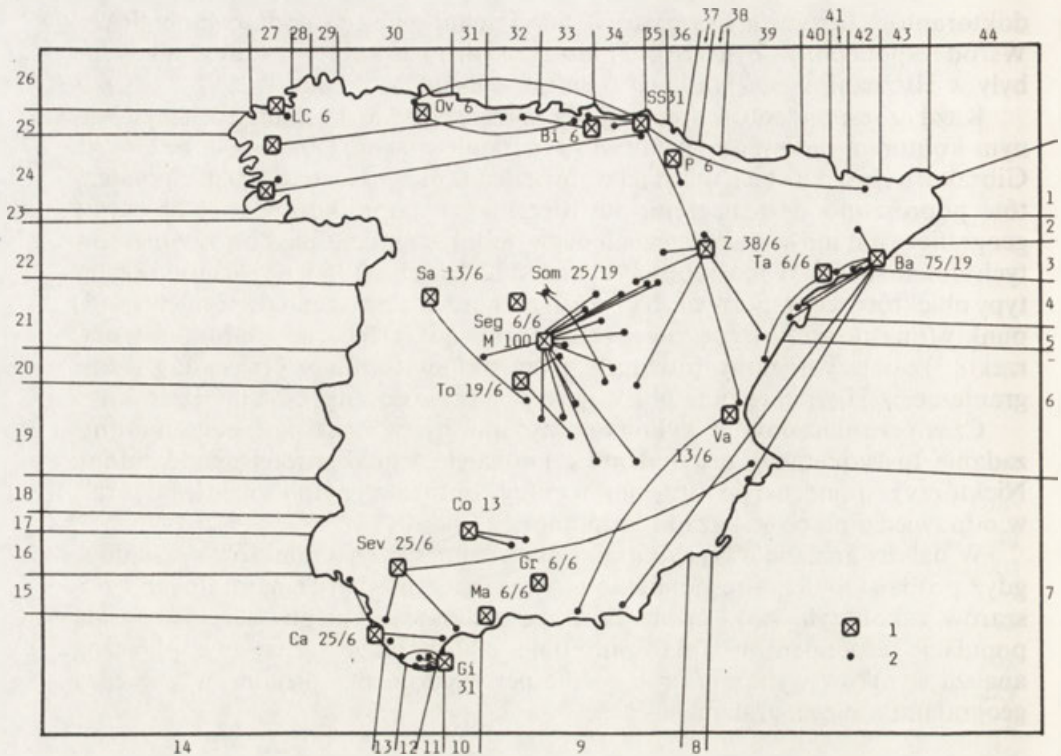 37 38
41
27 28 29 30 31 32 33 34 35 36 39 40 42 43 44
26
SS31
LC 6 Ov 6
25 Bi 6
P 6
24
1
23
2
Z 38/6
22 Sa 13/6 Som 25/19 Ta 6/6 Ba 75/19 3
4
21 Seg 6/6
M 100 5
20 To 19/6
6
19 Va
13/6
18
Co 13
17
Sev 25/6
16 Gr 6/6
15 Ma 6/6 7
Ca 25/6 1
2
Gi
31
14 13 12 11 10 9 8